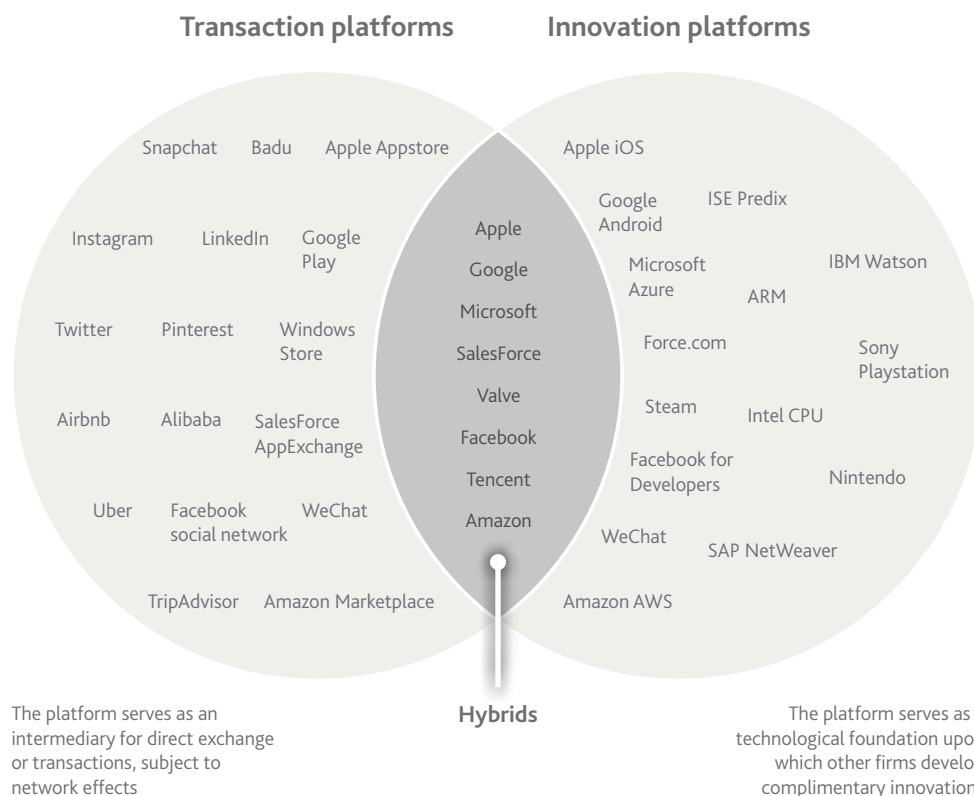 Transaction platforms
Innovation platforms
Snapchat
Badu
Apple Appstore
Instagram
LinkedIn
Google
Play
Twitter
Pinterest
Windows
Store
Airbnb
Alibaba
SalesForce
AppExchange
Uber
Facebook
social network
WeChat
TripAdvisor
Amazon Marketplace
Apple
Google
Microsoft
SalesForce
Valve
Facebook
Tencent
Amazon
Apple iOS
Google
Android
ISE Predix
Microsoft
Azure
IBM Watson
ARM
Force.com
Sony
Playstation
Steam
Intel CPU
Facebook for
Developers
Nintendo
WeChat
SAP NetWeaver
Amazon AWS
The platform serves as an
intermediary for direct exchange
or transactions, subject to
network effects
Hybrids
The platform serves as
technological foundation upo
which other firms develo
complimentary innovation